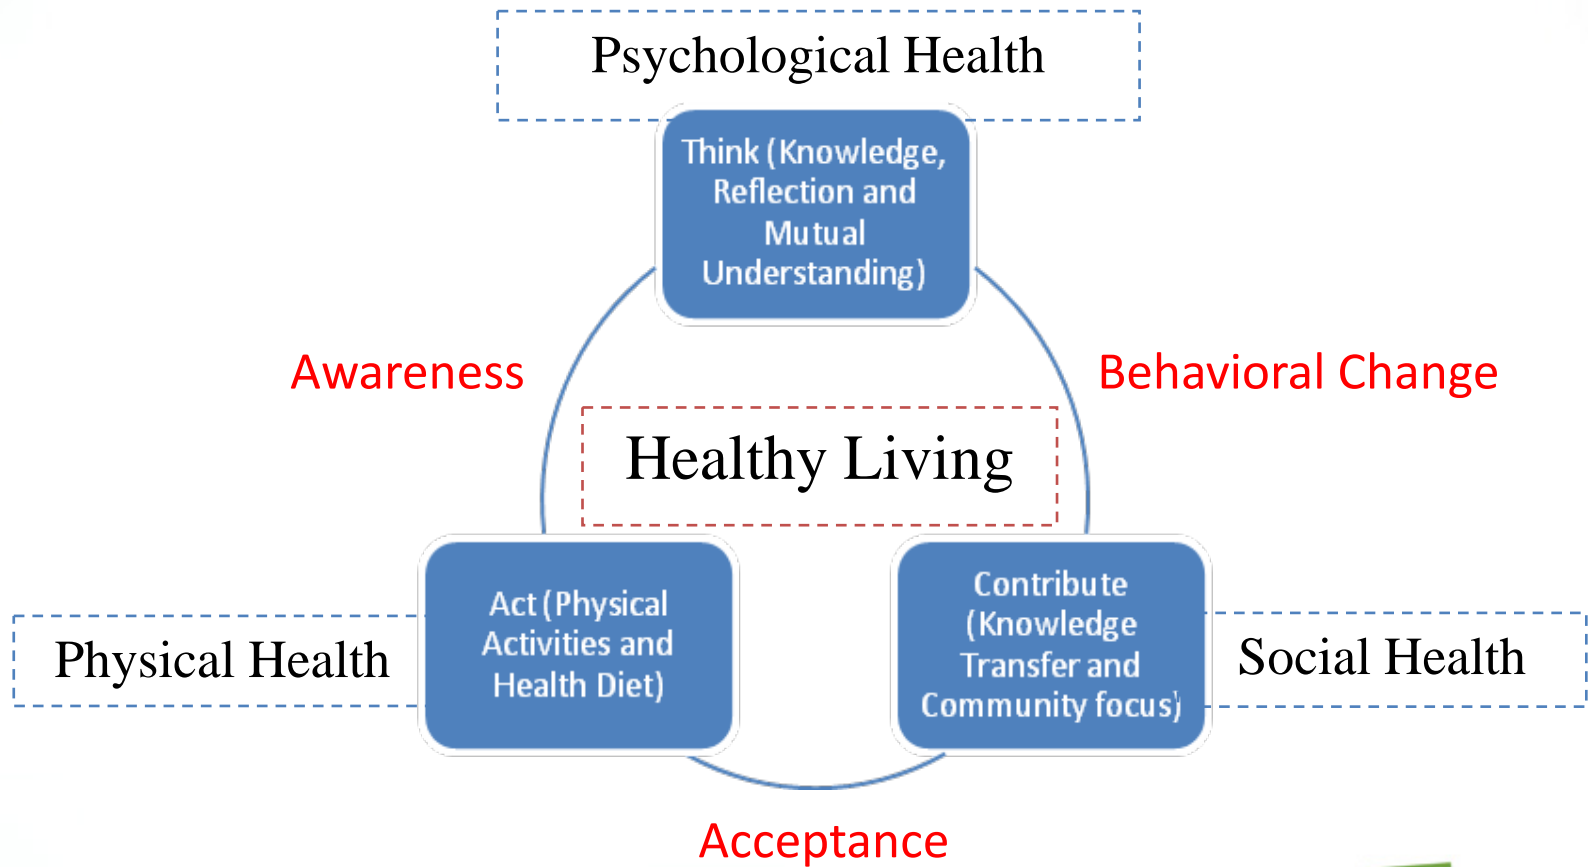 Psychological Health
Think (Knowledge,
Reflection and
Mutual
Understanding)
Awareness
Behavioral Change
Healthy Living
Act (Physical
Activities and
Health Diet)
Physical Health
Contribute
(Knowledge
Transfer and
Community focus)
Social Health
Acceptance